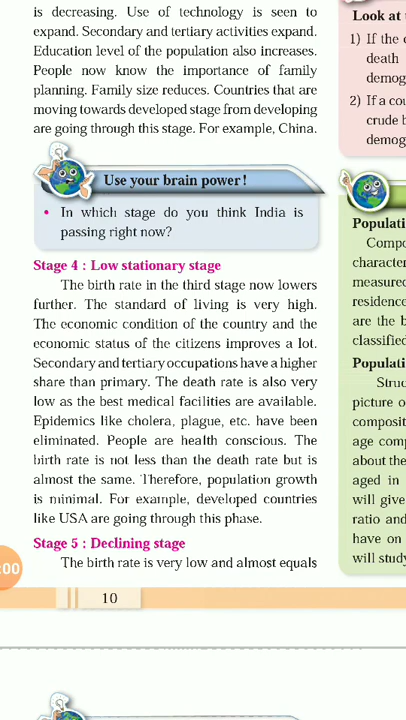 is decreasing. Use of technology is seen to
expand. Secondary and tertiary activities expand.
Education level of the population also increases.
People now know the importance of family
planning. Family size reduces. Countries that are
moving towards developed stage from developing
are going through this stage. For example, China.
Use your brain power!
• In which stage do you think India is
passing right now?
Stage 4 : Low stationary stage
The birth rate in the third stage now lowers
further. The standard of living is very high.
The economic condition of the country and the
economic status of the citizens improves a lot.
Secondary and tertiary occupations have a higher
share than primary. The death rate is also very
low as the best medical facilities are available.
Epidemics like cholera, plague, etc. have been
eliminated. People are health conscious. The
birth rate is not less than the death rate but is
almost the same. Therefore, population growth
is minimal. For example, developed countries
like USA are going through this phase.
Stage 5 : Declining stage
The birth rate is very low and almost equals
:00
10
Look at
1) If the
death
demog
2) If a cou
crude b
demog
Populati
Compo
character
measured
residence
are the b
classified
Populati
Struc
picture o
composit
age comp
about the
aged in
will give
ratio and
have on
will study